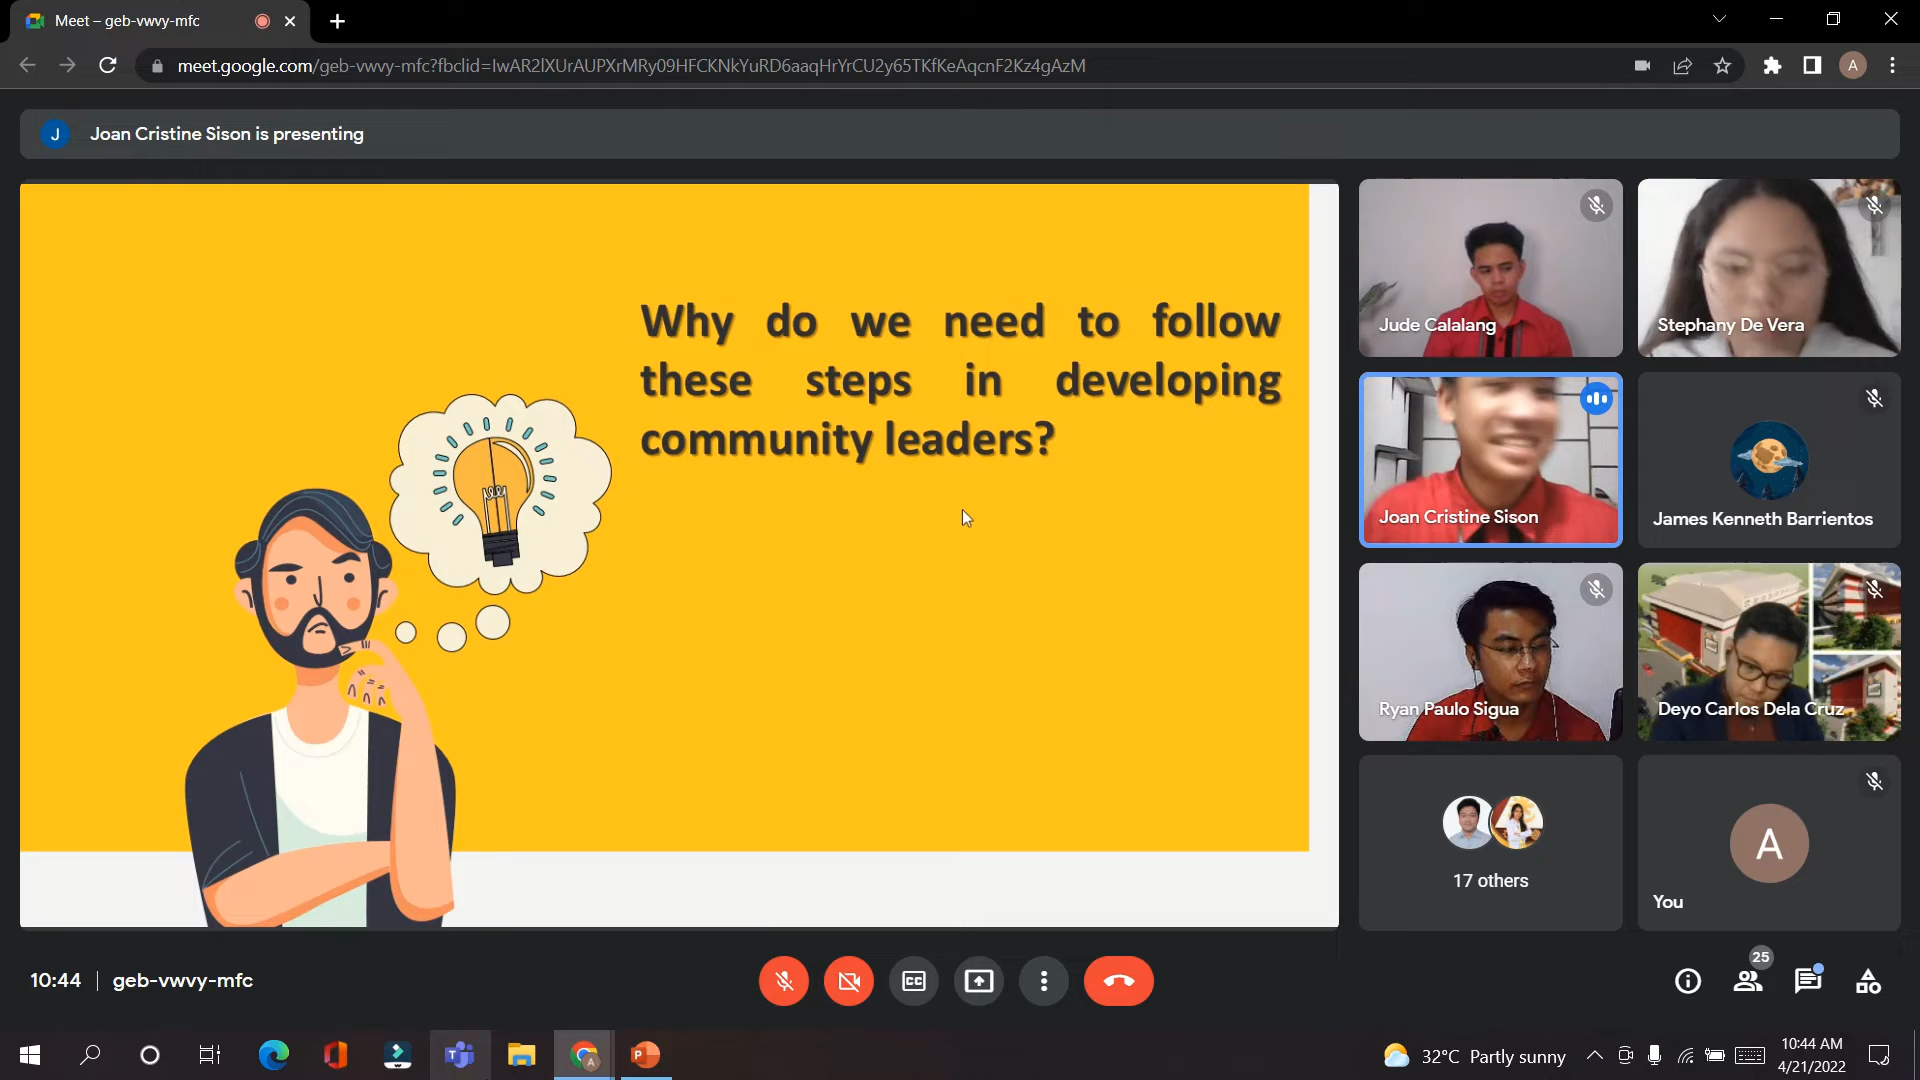 Meet – geb-vwvy-mfc
meet.google.com/geb-vwvy-mfc?fbclid=IwAR2lXUrAUPXrMRy09HFCKNkYuRD6aaqHrYrCU2y65TKfKeAqcnF2Kz4gAzM
A
J Joan Cristine Sison is presenting
Why do we need to follow
these steps in developing
community leaders?
Jude Calalang
Stephany De Vera
Joan Cristine Sison
James Kenneth Barrientos
Ryan Paulo Sigua
Deyo Carlos Dela Cruz
17 others
A
You
10:44 | geb-vwvy-mfc
CC
25
T
A
P
32°C Partly sunny
10:44 AM
4/21/2022